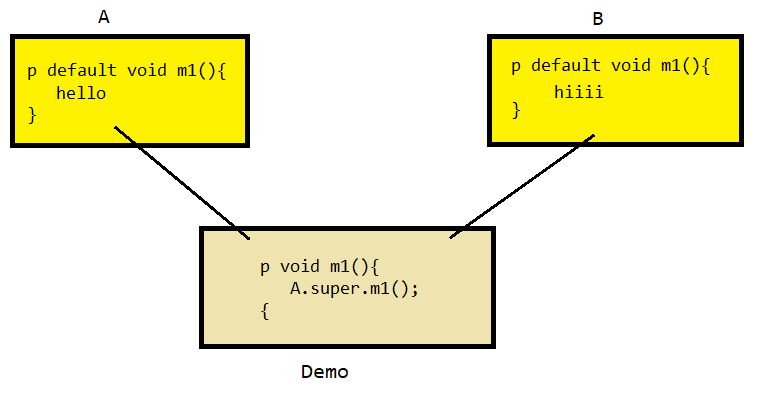 A
p default void m1(){
hello
}
B
p default void m1(){
hiiii
}
p void m1(){
A.super.m1();
{
Demo